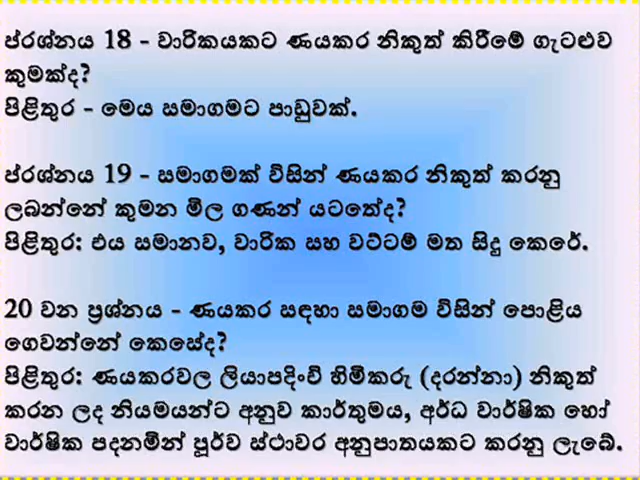 ප්රශ්නය 18 - වාරිකයකට ණයකර නිකුත් කිරීමේ ගැටළුව
කුමක්ද?
පිළිතුර - මෙය සමාගමට පාඩුවක්.
ප්රශ්නය 19 - සමාගමක් විසින් ණයකර නිකුත් කරනු
ලබන්නේ කුමන මිල ගණන් යටතේද?
පිළිතුර: එය සමානව, වාරික සහ වට්ටම් මත සිදු කෙරේ.
20 වන ප්‍රශ්නය - ණයකර සඳහා සමාගම විසින් පොළිය
ගෙවන්නේ කෙසේද?
පිළිතුර: ණයකරවල ලියාපදිංචි හිමිකරු (දරන්නා) නිකුත්
කරන ලද නියමයන්ට අනුව කාර්තුමය, අර්ධ වාර්ෂික හෝ
වාර්ෂික පදනමින් පූර්ව ස්ථාවර අනුපාතයකට කරනු ලැබේ.